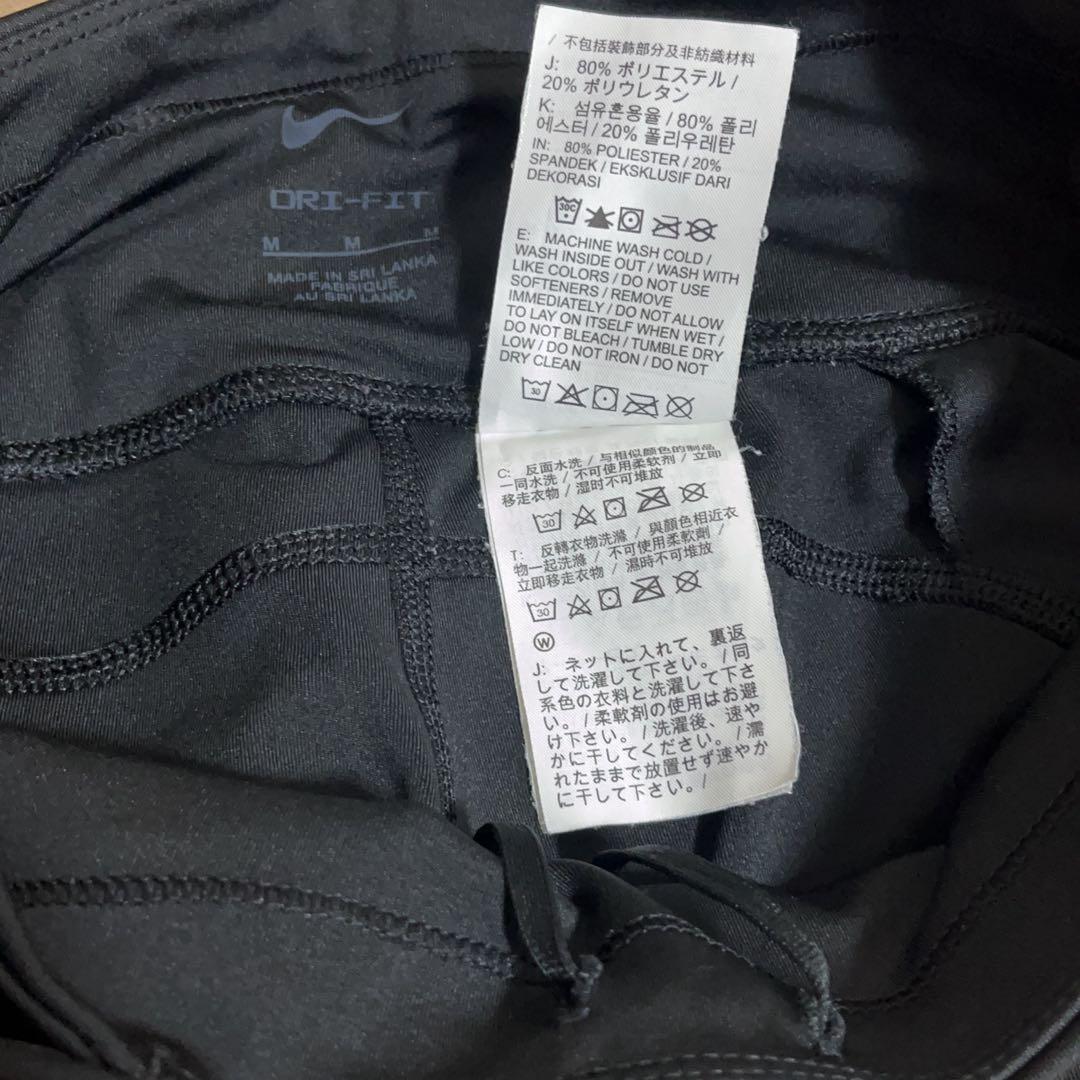 DRI-FIT
M M M
MADE IN SRI LANKA
FABRIQUE
AU SRI LANKA
/ 不包括裝飾部分及非紡織材料
J: 80% ポリエステル /
20% ポリウレタン
K: 섬유혼용율 / 80% 폴리
에스터 / 20% 폴리우레탄
IN: 80% POLIESTER / 20%
SPANDEK / EKSKLUSIF DARI
DEKORASI
30C
E: MACHINE WASH COLD /
WASH INSIDE OUT / WASH WITH
LIKE COLORS / DO NOT USE
SOFTENERS / REMOVE
IMMEDIATELY / DO NOT ALLOW
TO LAY ON ITSELF WHEN WET /
DO NOT BLEACH / TUMBLE DRY
LOW / DO NOT IRON / DO NOT
DRY CLEAN
30
C: 反面水洗 / 与相似顏色的制品
一同水洗 / 不可使用柔软剂 / 立即
移走衣物 / 湿时不可堆放
30
T: 反轉衣物洗滌 / 與顏色相近衣
物一起洗滌 / 不可使用柔軟劑 /
立即移走衣物 / 濕時不可堆放
30
W
J: ネットに入れて、裏返
して洗濯して下さい。/ 同
系色の衣料と洗濯して下さ
い。/ 柔軟剤の使用はお避
け下さい。/ 洗濯後、速や
かに干してください。/ 濡
れたままで放置せず速やか
に干して下さい。/